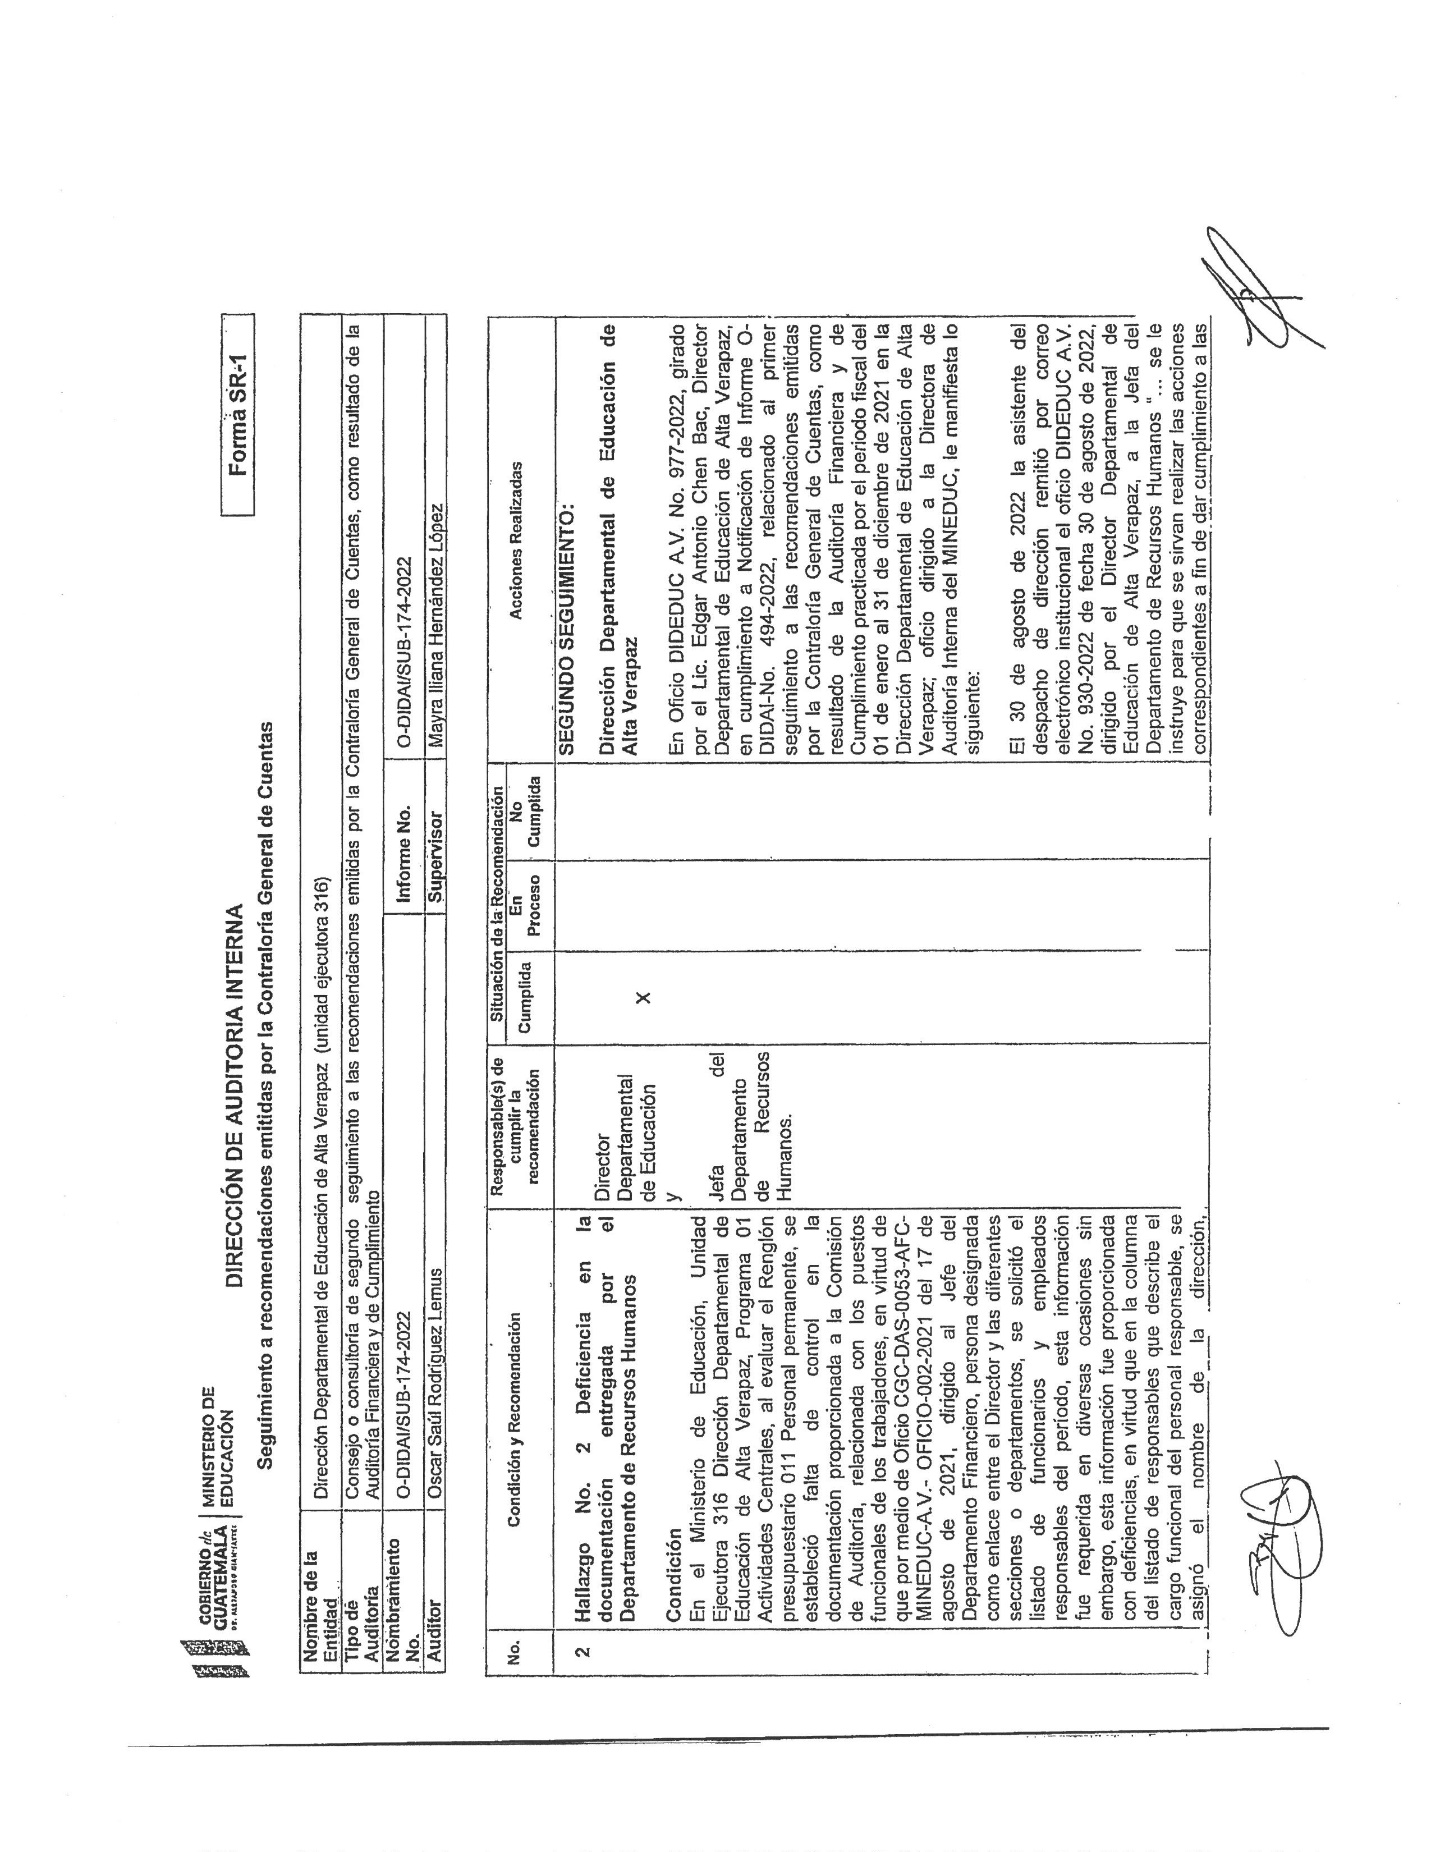 GOBIERNO de
GUATEMALA
DR. ALEJANDRO GIAMMATTEI
MINISTERIO DE
EDUCACIÓN
DIRECCIÓN DE AUDITORIA INTERNA
Forma SR-1
Seguimiento a recomendaciones emitidas por la Contraloría General de Cuentas
Nombre de la Entidad
Dirección Departamental de Educación de Alta Verapaz (unidad ejecutora 316)
Tipo de Auditoría
Consejo o consultoría de segundo seguimiento a las recomendaciones emitidas por la Contraloría General de Cuentas, como resultado de la
Auditoría Financiera y de Cumplimiento
Nombramiento No.
O-DIDAI/SUB-174-2022
Informe No.
O-DIDAI/SUB-174-2022
Auditor
Oscar Saúl Rodríguez Lemus
Supervisor
Mayra Iliana Hernández López
No.
Condición y Recomendación
Responsable(s) de
cumplir la
recomendación
Situación de la Recomendación
Cumplida
En
Proceso
No
Cumplida
Acciones Realizadas
2
Hallazgo No. 2 Deficiencia en la
documentación entregada por el
Departamento de Recursos Humanos
Condición
En el Ministerio de Educación, Unidad
Ejecutora 316 Dirección Departamental de
Educación de Alta Verapaz, Programa 01
Actividades Centrales, al evaluar el Renglón
presupuestario 011 Personal permanente, se
estableció falta de control en la
documentación proporcionada a la Comisión
de Auditoría, relacionada con los puestos
funcionales de los trabajadores, en virtud de
que por medio de Oficio CGC-DAS-0053-AFC-
MINEDUC-A.V.- OFICIO-002-2021 del 17 de
agosto de 2021, dirigido al Jefe del
Departamento Financiero, persona designada
como enlace entre el Director y las diferentes
secciones o departamentos, se solicitó el
listado de funcionarios y empleados
responsables del período, esta información
fue requerida en diversas ocasiones sin
embargo, esta información fue proporcionada
con deficiencias, en virtud que en la columna
del listado de responsables que describe el
cargo funcional del personal responsable, se
asignó el nombre de la dirección,
Director
Departamental
de Educación
y
Jefa del
Departamento
de Recursos
Humanos.
X
SEGUNDO SEGUIMIENTO:
Dirección Departamental de Educación de
Alta Verapaz
En Oficio DIDEDUC A.V. No. 977-2022, girado
por el Lic. Edgar Antonio Chen Bac, Director
Departamental de Educación de Alta Verapaz,
en cumplimiento a Notificación de Informe O-
DIDAI-No. 494-2022, relacionado al primer
seguimiento a las recomendaciones emitidas
por la Contraloría General de Cuentas, como
resultado de la Auditoría Financiera y de
Cumplimiento practicada por el periodo fiscal del
01 de enero al 31 de diciembre de 2021 en la
Dirección Departamental de Educación de Alta
Verapaz; oficio dirigido a la Directora de
Auditoría Interna del MINEDUC, le manifiesta lo
siguiente:
El 30 de agosto de 2022 la asistente del
despacho de dirección remitió por correo
electrónico institucional el oficio DIDEDUC A.V.
No. 930-2022 de fecha 30 de agosto de 2022,
dirigido por el Director Departamental de
Educación de Alta Verapaz, a la Jefa del
Departamento de Recursos Humanos “... se le
instruye para que se sirvan realizar las acciones
correspondientes a fin de dar cumplimiento a las